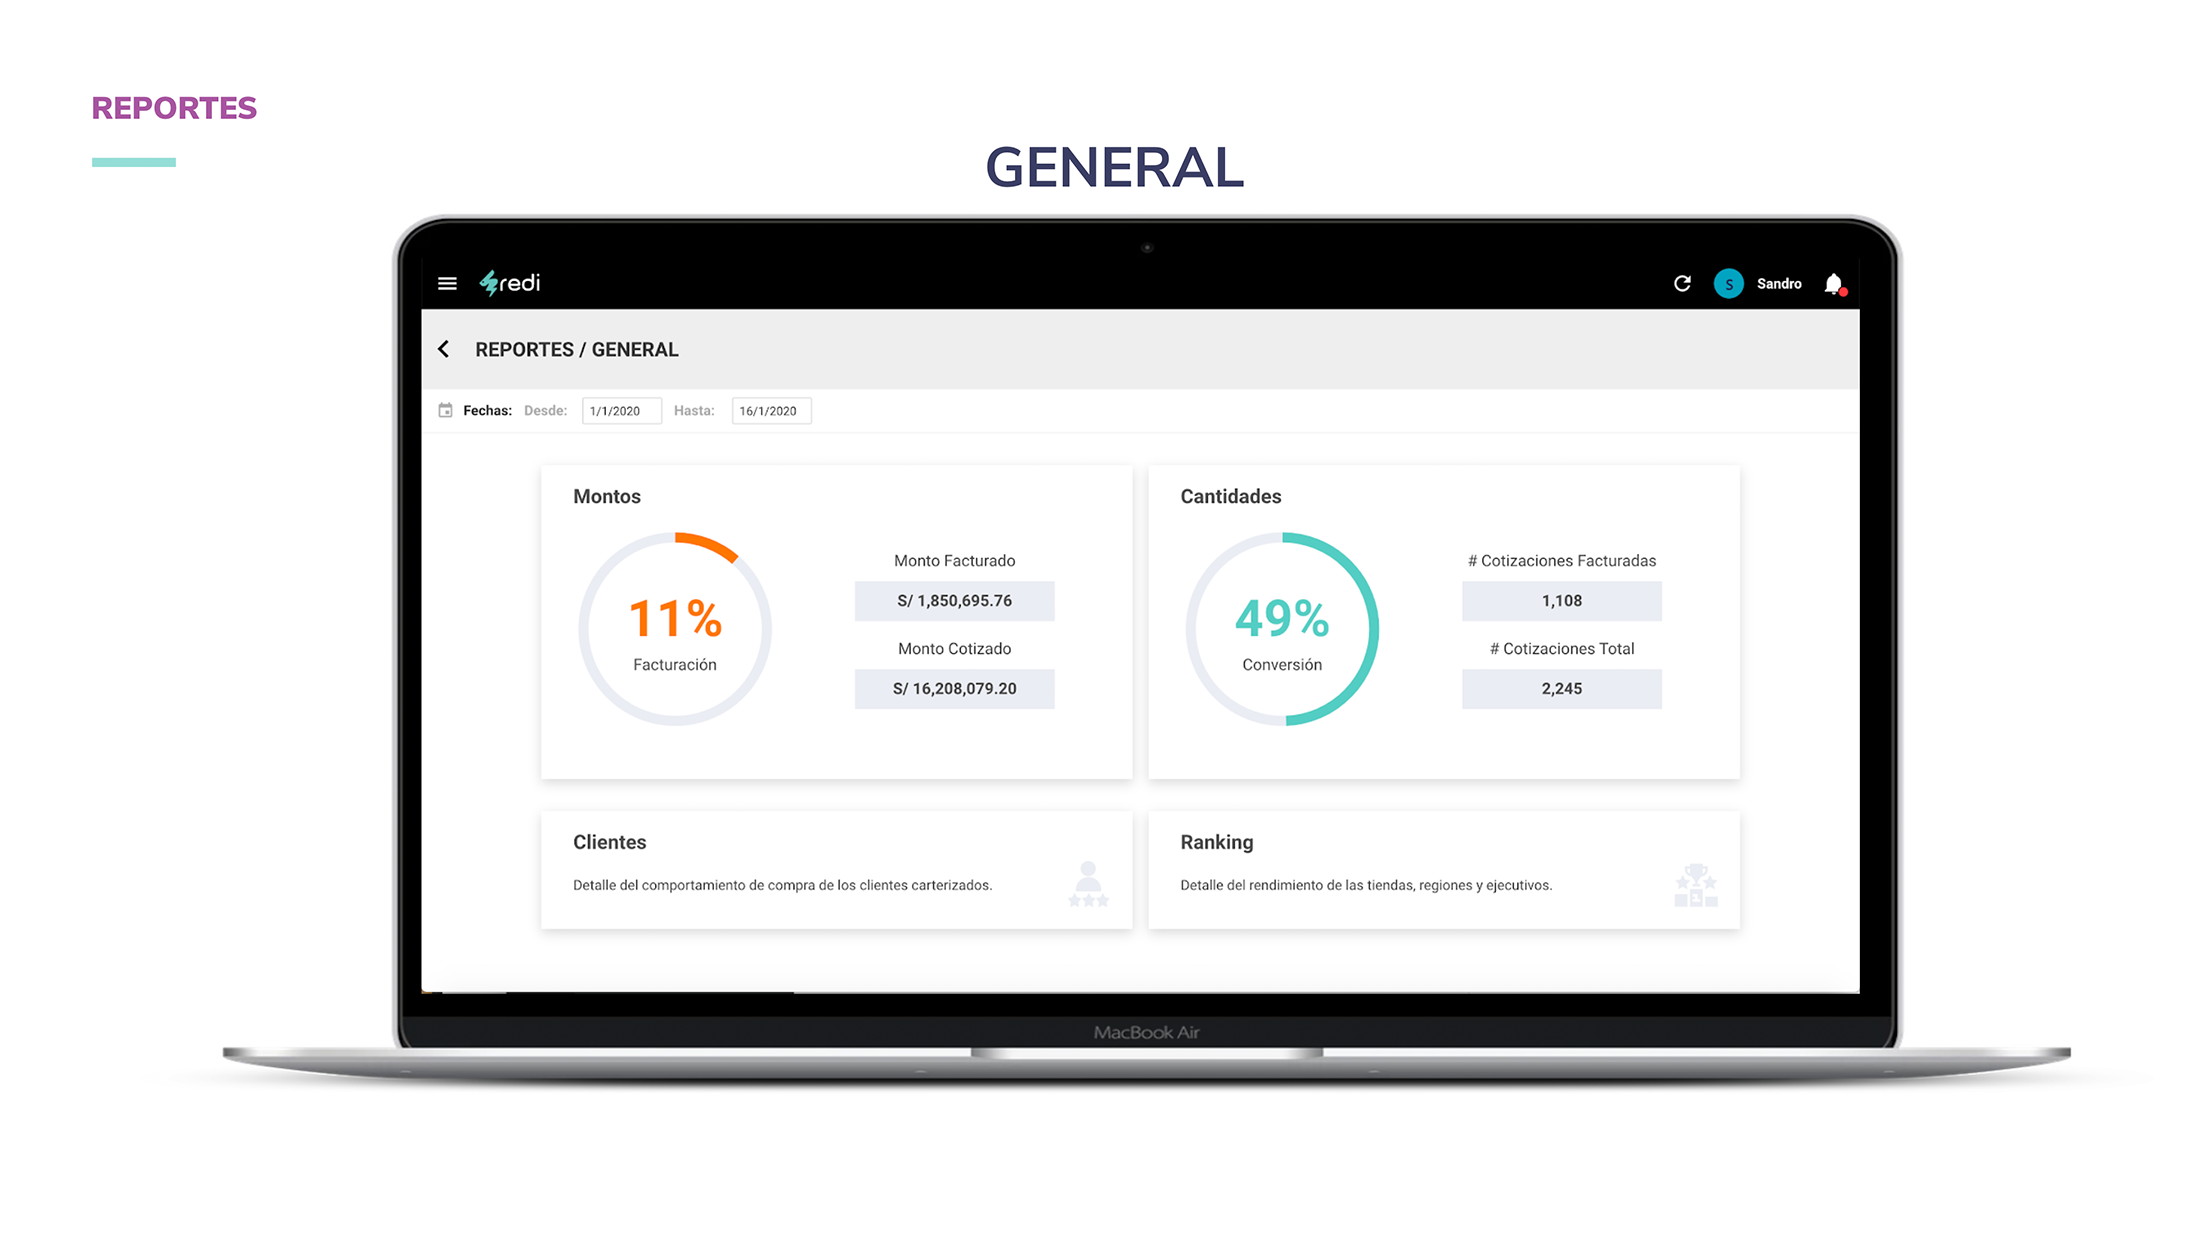 REPORTES
GENERAL
redi
S
Sandro
REPORTES / GENERAL
Fechas: Desde: 1/1/2020 Hasta: 16/1/2020
Montos
11%
Facturación
Monto Facturado
S/ 1,850,695.76
Monto Cotizado
S/ 16,208,079.20
Cantidades
49%
Conversión
# Cotizaciones Facturadas
1,108
# Cotizaciones Total
2,245
Clientes
Detalle del comportamiento de compra de los clientes carterizados.
Ranking
Detalle del rendimiento de las tiendas, regiones y ejecutivos.
1
MacBook Air